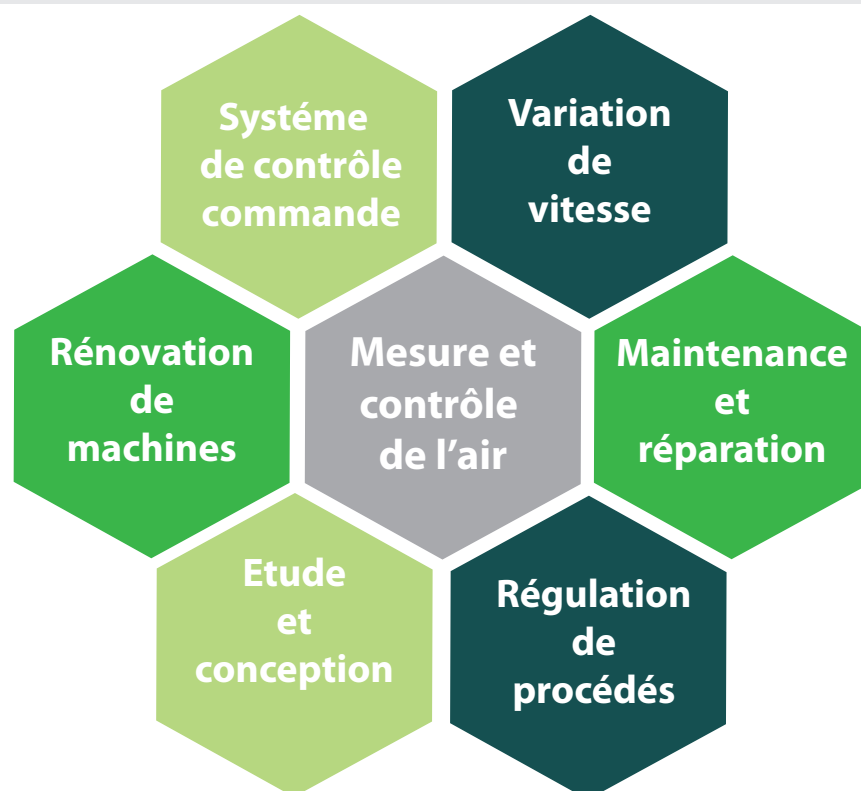 Systéme
de contrôle
commande
Variation
de
vitesse
Rénovation
de
machines
Mesure et
contrôle
de l’air
Maintenance
et
réparation
Etude
et
conception
Régulation
de
procédés